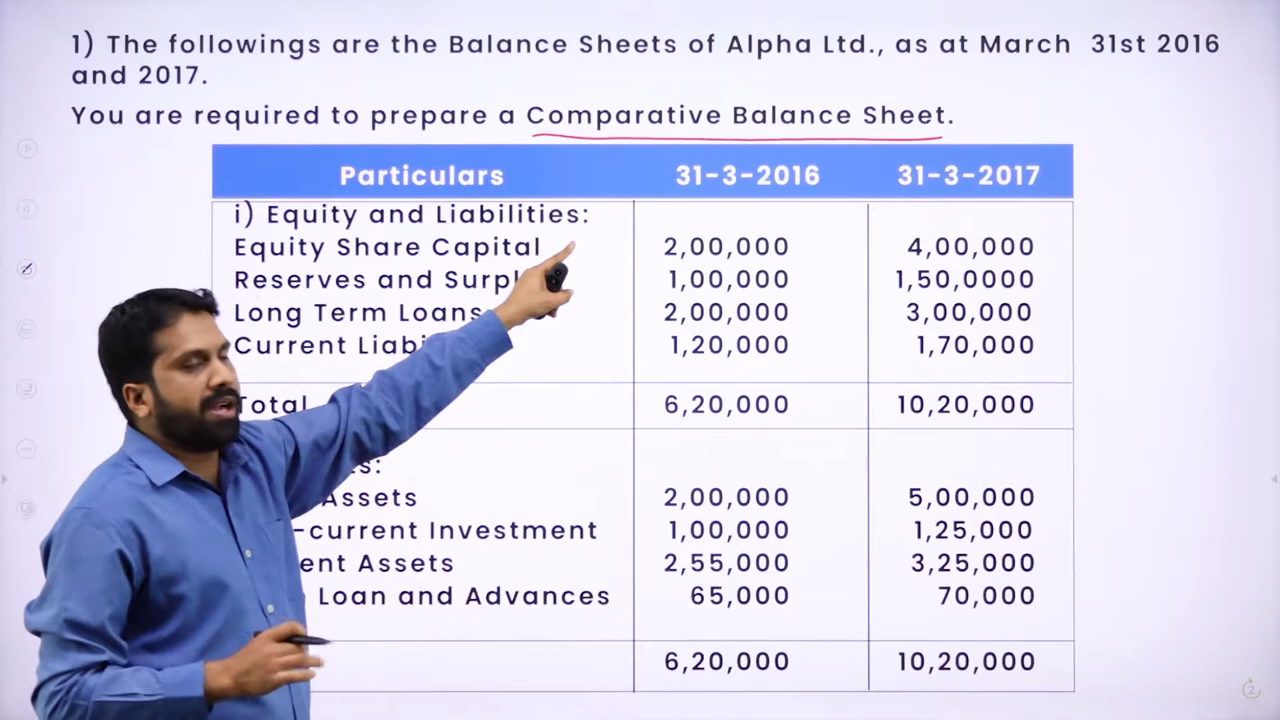 1) The followings are the Balance Sheets of Alpha Ltd., as at March 31st 2016
and 2017.
You are required to prepare a Comparative Balance Sheet.
Particulars 31-3-2016 31-3-2017
i) Equity and Liabilities:
Equity Share Capital 2,00,000 4,00,000
Reserves and 1,00,000 1,50,0000
Long Term Loans 2,00,000 3,00,000
Current 1,20,000 1,70,000
Total 6,20,000 10,20,000
Assets 2,00,000 5,00,000
-current Investment 1,00,000 1,25,000
Assets 2,55,000 3,25,000
Loan and Advances 65,000 70,000
6,20,000 10,20,000
2